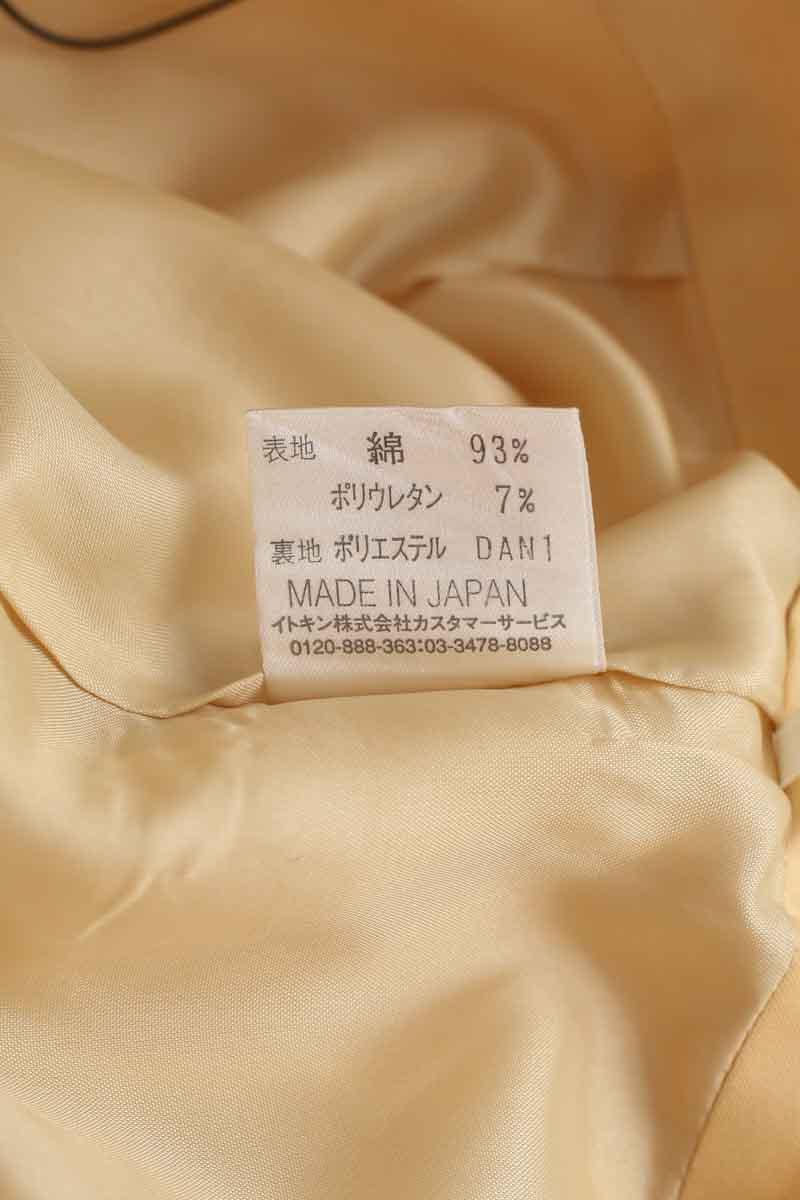 表地 綿 93%
ポリウレタン 7%
裏地 ポリエステル DAN1
MADE IN JAPAN
イトキン株式会社カスタマーサービス
0120-888-363:03-3478-8088